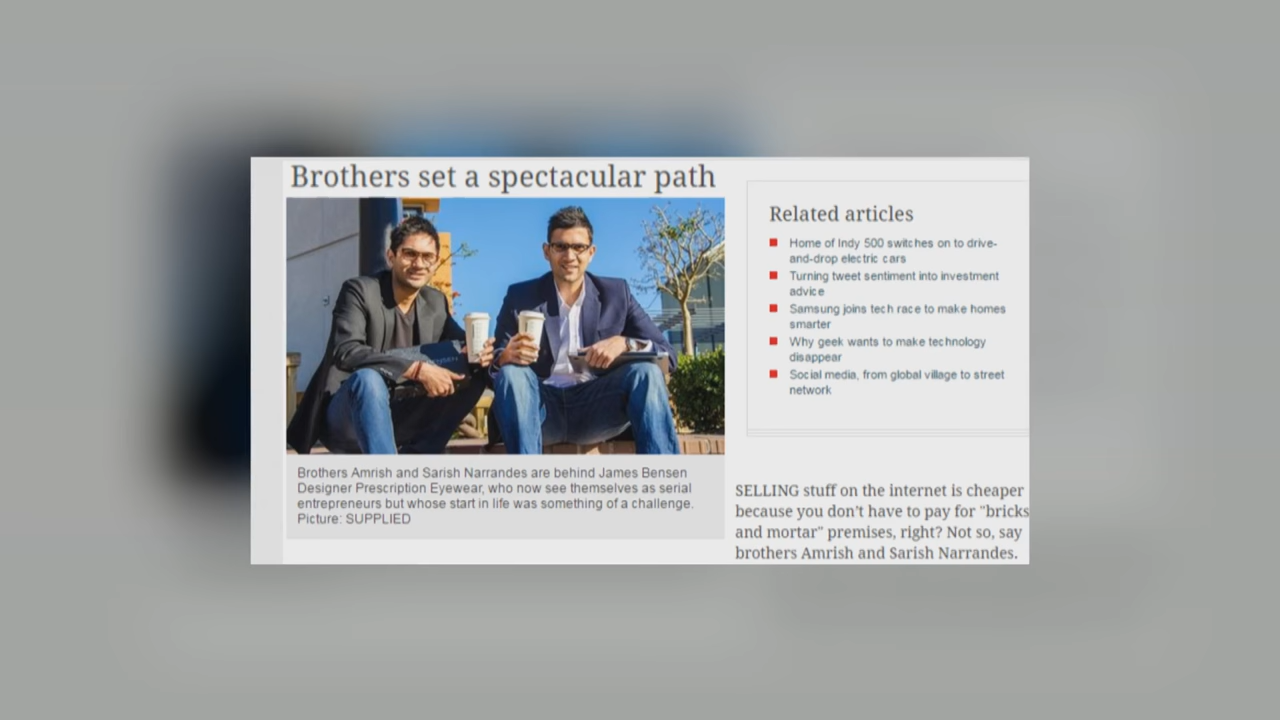 Brothers set a spectacular path
Brothers Amrish and Sarish Narrandes are behind James Bensen
Designer Prescription Eyewear, who now see themselves as serial
entrepreneurs but whose start in life was something of a challenge.
Picture: SUPPLIED
Related articles
Home of Indy 500 switches on to drive-
and-drop electric cars
Turning tweet sentiment into investment
advice
Samsung joins tech race to make homes
smarter
Why geek wants to make technology
disappear
Social media, from global village to street
network
SELLING stuff on the internet is cheaper
because you don't have to pay for "bricks
and mortar" premises, right? Not so, say
brothers Amrish and Sarish Narrandes.